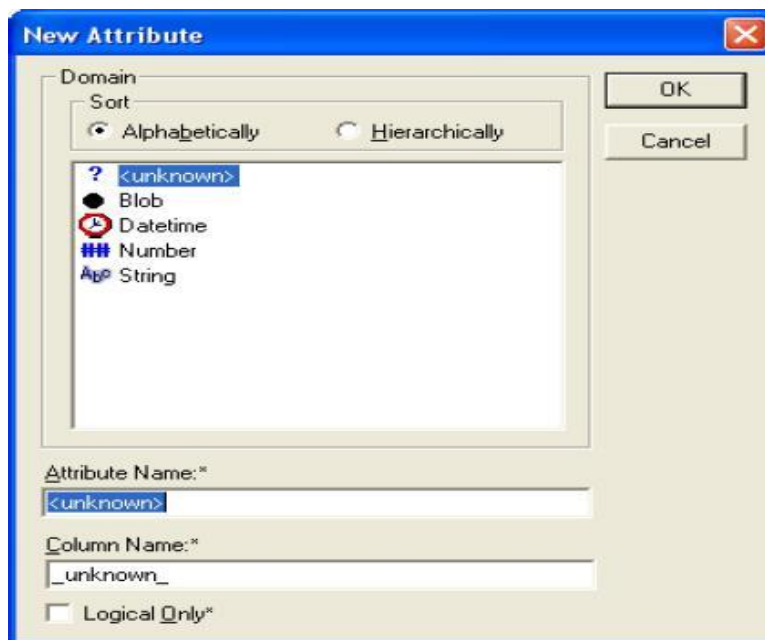 New Attribute
Domain
Sort
Alphabetically
Hierarchically
OK
Cancel
? <unknown>
Blob
Datetime
Number
Abc String
Attribute Name:*
<unknown>
Column Name:*
_unknown_
Logical Only*